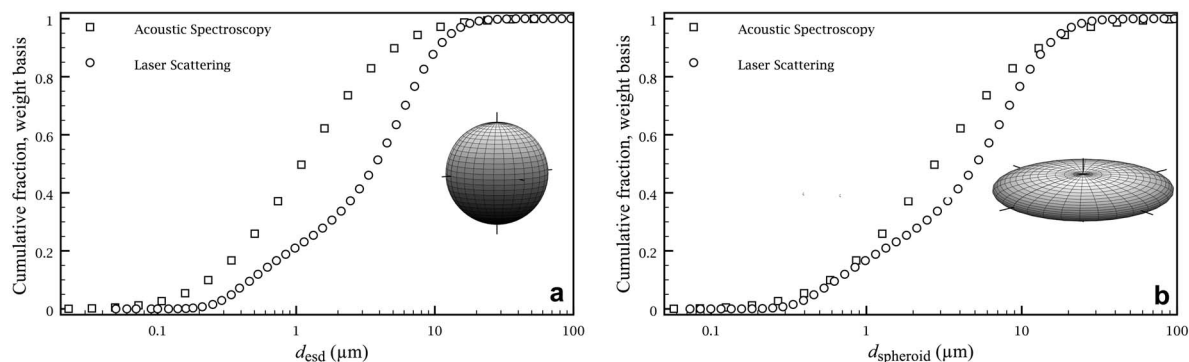 1
0.8
0.6
0.4
0.2
0
Cumulative fraction, weight basis
Acoustic Spectroscopy
Laser Scattering
a
0.1
1
10
100
d_esd (μm)
1
0.8
0.6
0.4
0.2
0
Cumulative fraction, weight basis
Acoustic Spectroscopy
Laser Scattering
b
0.1
1
10
100
d_spheroid (μm)